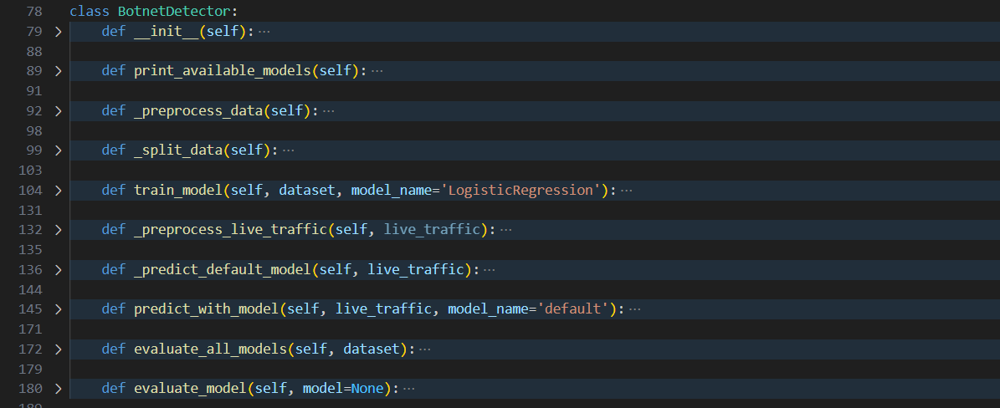 78 class BotnetDetector:
79 > def __init__(self): ···
88
89 > def print_available_models(self): ···
91
92 > def _preprocess_data(self): ···
98
99 > def _split_data(self): ···
103
104 > def train_model(self, dataset, model_name='LogisticRegression'): ···
131
132 > def _preprocess_live_traffic(self, live_traffic): ···
135
136 > def _predict_default_model(self, live_traffic): ···
144
145 > def predict_with_model(self, live_traffic, model_name='default'): ···
171
172 > def evaluate_all_models(self, dataset): ···
179
180 > def evaluate_model(self, model=None): ···